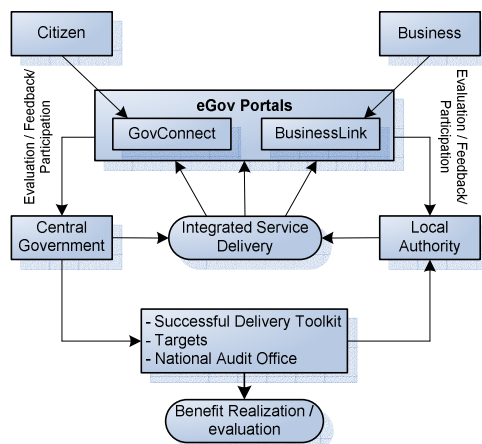 Citizen
Business
Evaluation / Feedback/
Participation
Evaluation / Feedback/
Participation
eGov Portals
GovConnect
BusinessLink
Central
Government
Integrated Service
Delivery
Local
Authority
- Successful Delivery Toolkit
- Targets
- National Audit Office
Benefit Realization /
evaluation